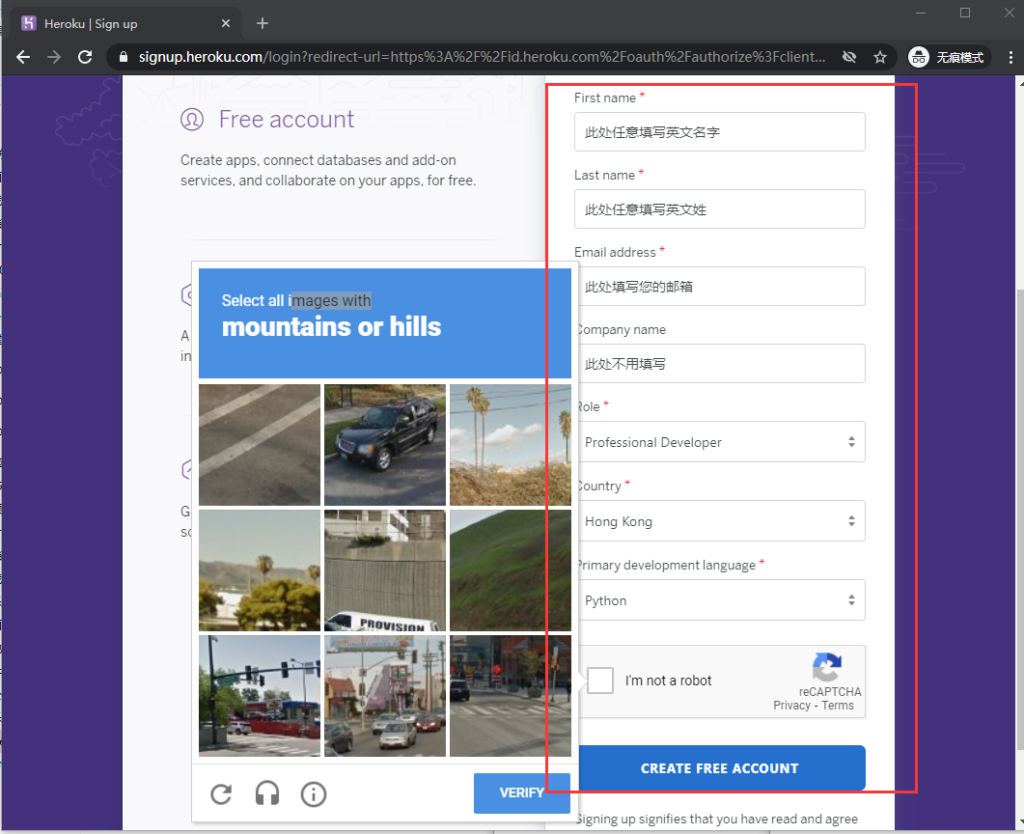 Heroku | Sign up
signup.heroku.com/login?redirect-url=https%3A%2F%2Fid.heroku.com%2Foauth%2Fauthorize%3Fclient...
无痕模式
Free account
Create apps, connect databases and add-on
services, and collaborate on your apps, for free.
A
in
G
sc
Select all images with
mountains or hills
PROVISION
VERIFY
First name *
此处任意填写英文名字
Last name *
此处任意填写英文姓
Email address *
此处填写您的邮箱
Company name
此处不用填写
Role *
Professional Developer
Country *
Hong Kong
Primary development language *
Python
I'm not a robot
reCAPTCHA
Privacy - Terms
CREATE FREE ACCOUNT
Signing up signifies that you have read and agree